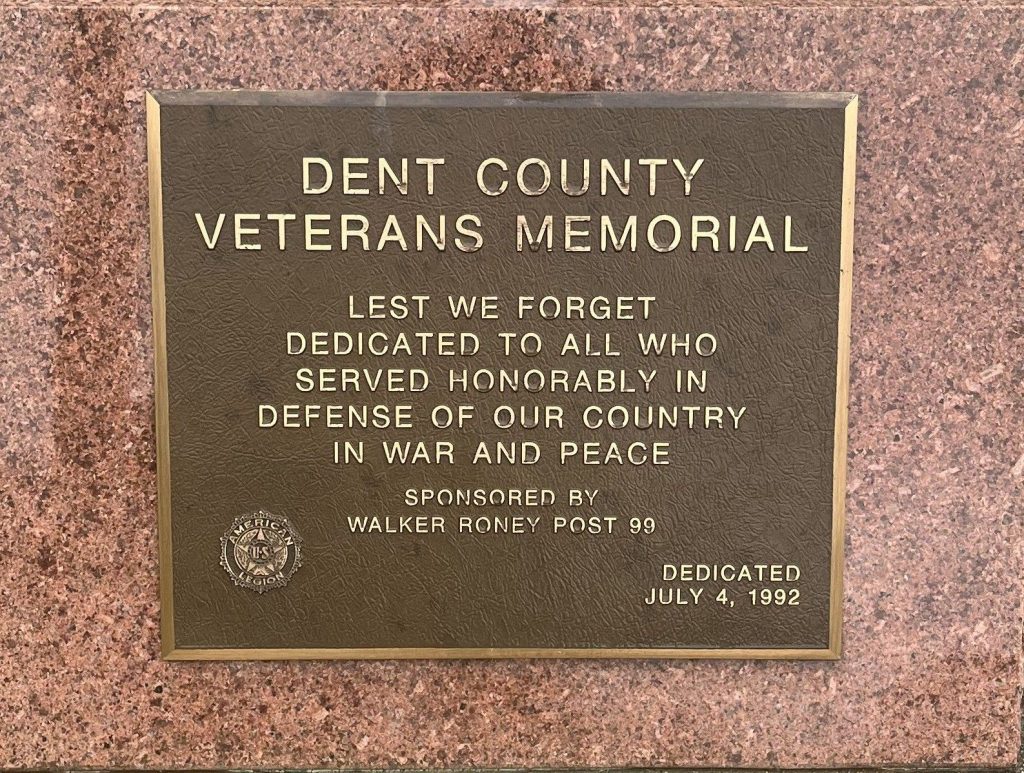 DENT COUNTY
VETERANS MEMORIAL
LEST WE FORGET
DEDICATED TO ALL WHO
SERVED HONORABLY IN
DEFENSE OF OUR COUNTRY
IN WAR AND PEACE
SPONSORED BY
WALKER RONEY POST 99
AMERICAN
U.S
LEGION
DEDICATED
JULY 4, 1992